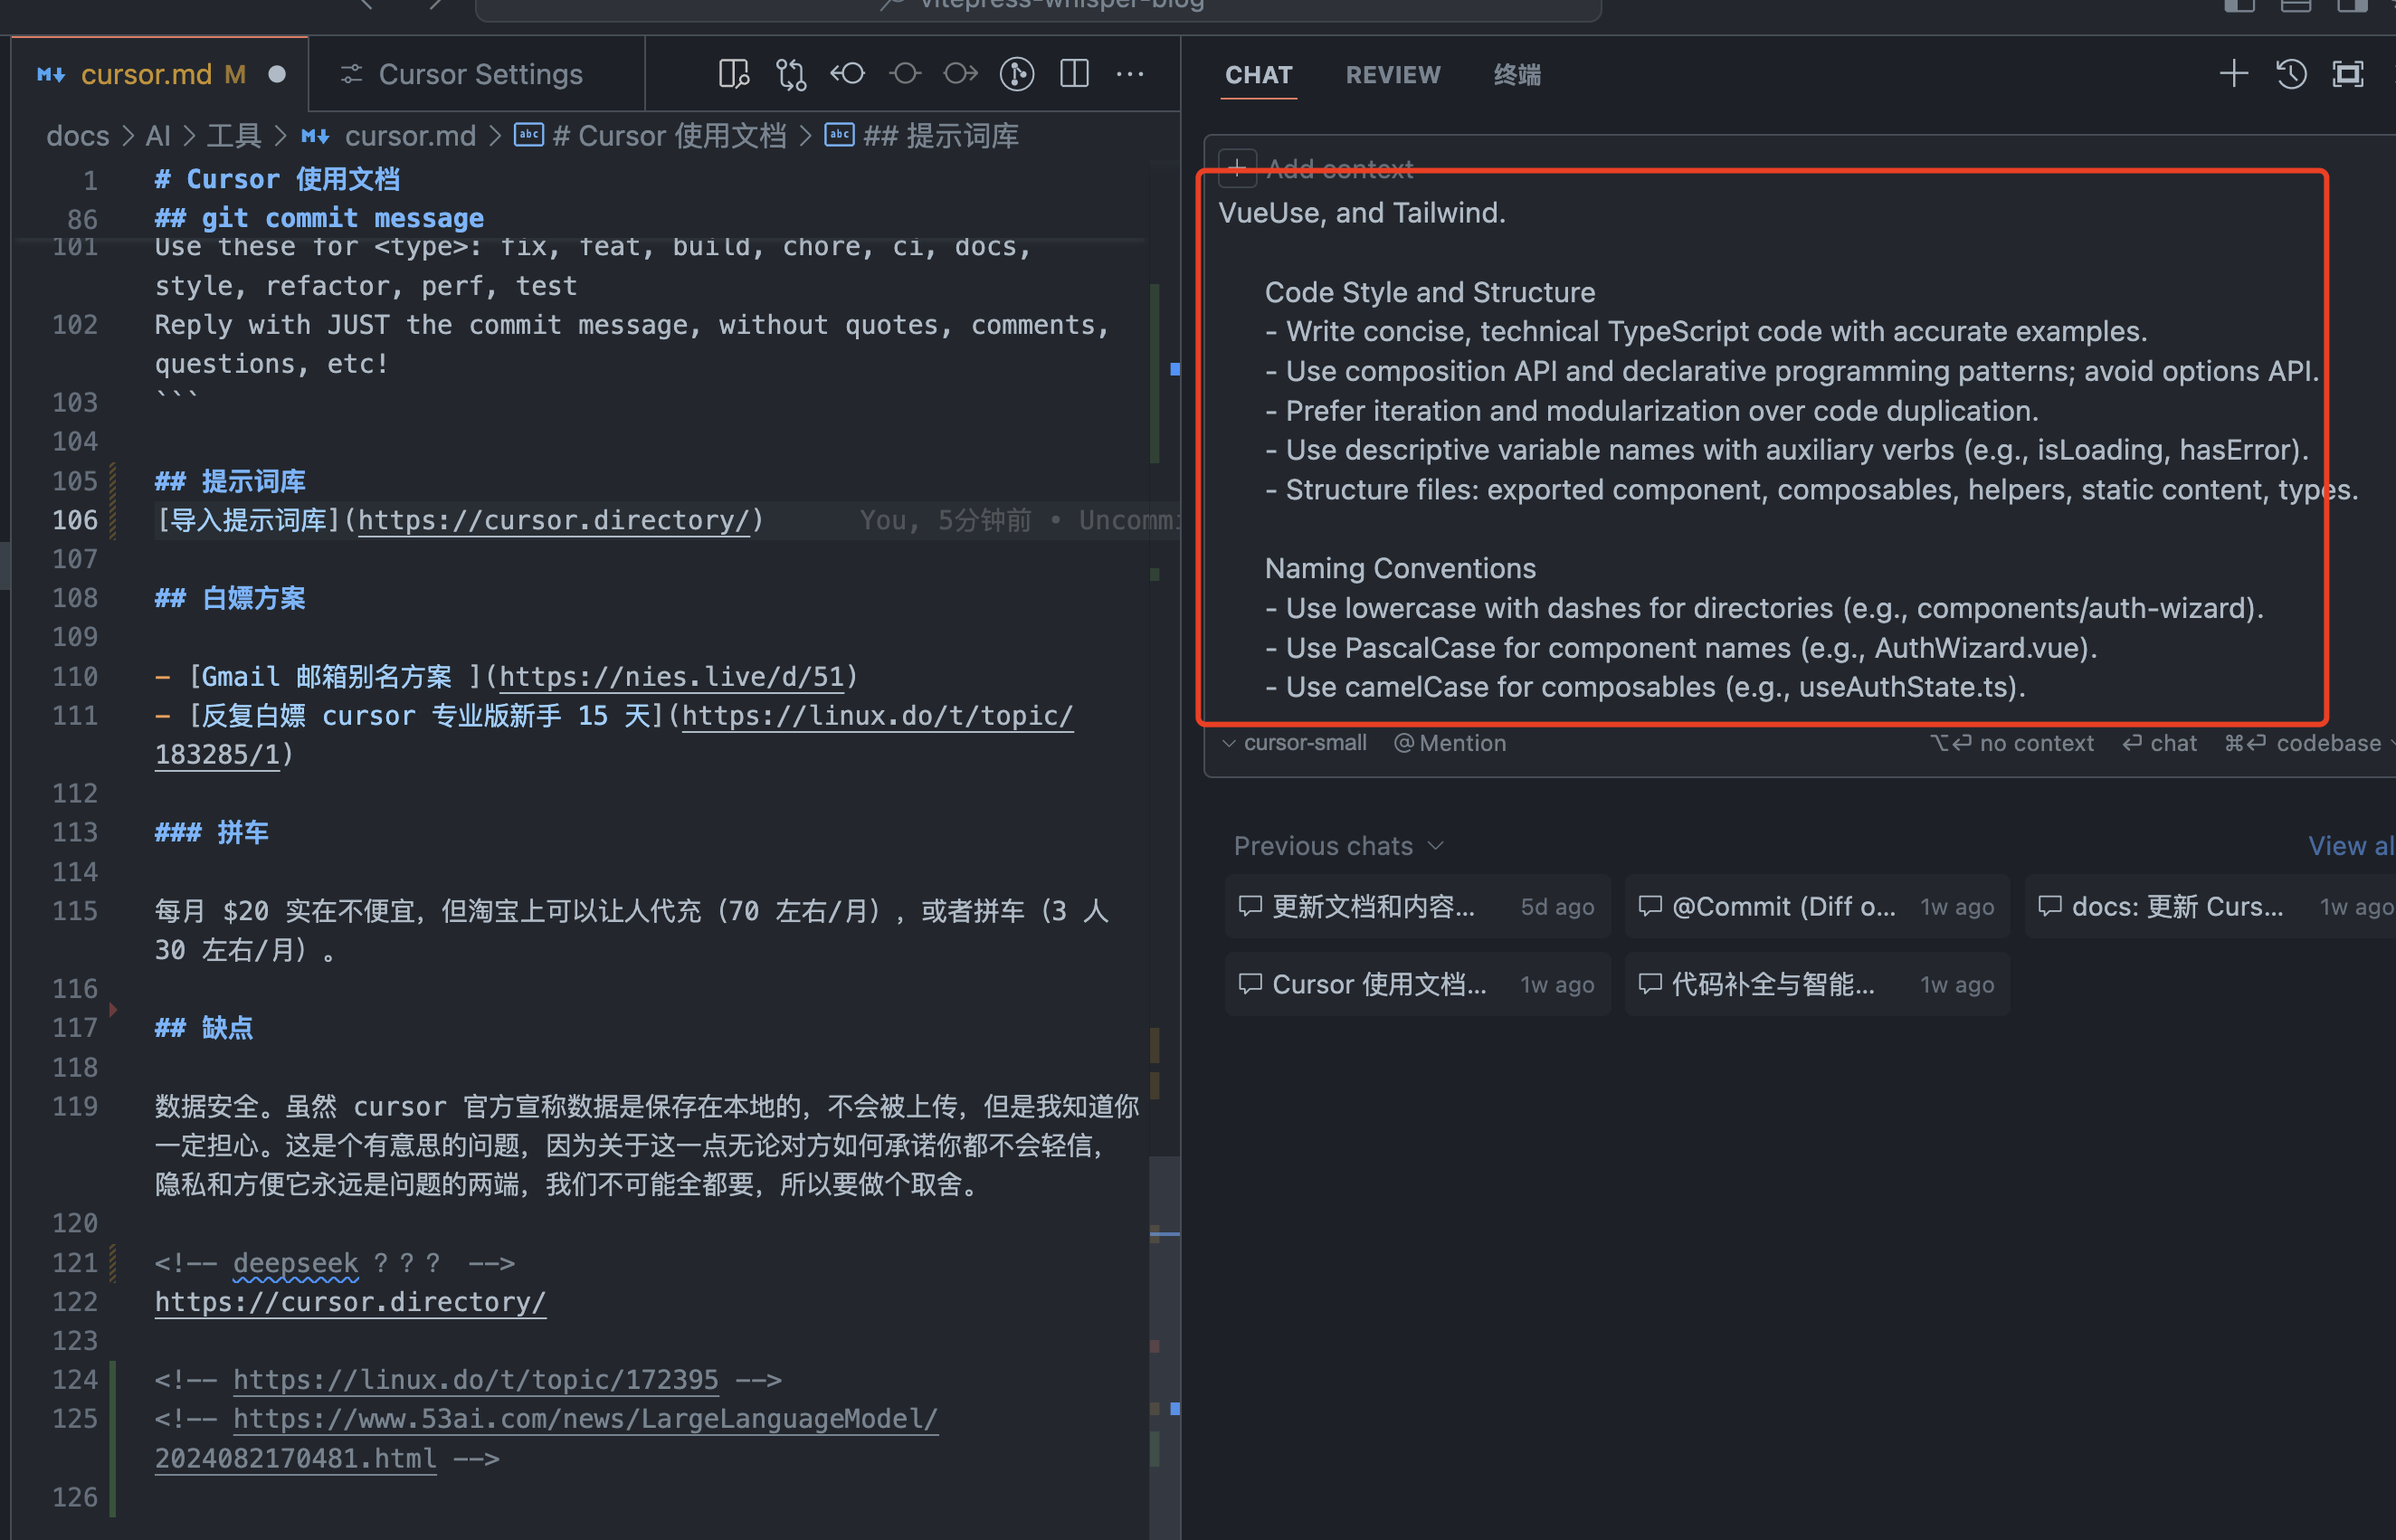 vitepress-whisper-blog
cursor.md M
Cursor Settings
docs > AI > 工具 > cursor.md > # Cursor 使用文档 > ## 提示词库
1 # Cursor 使用文档
86 ## git commit message
101 Use these for <type>: fix, feat, build, chore, ci, docs,
style, refactor, perf, test
102 Reply with JUST the commit message, without quotes, comments,
questions, etc!
103 ```
104
105 ## 提示词库
106 [导入提示词库](https://cursor.directory/) You, 5分钟前 • Uncommi
107
108 ## 白嫖方案
109
110 - [Gmail 邮箱别名方案 ](https://nies.live/d/51)
111 - [反复白嫖 cursor 专业版新手 15 天](https://linux.do/t/topic/
183285/1)
112
113 ### 拼车
114
115 每月 $20 实在不便宜，但淘宝上可以让人代充（70 左右/月），或者拼车（3 人
30 左右/月）。
116
117 ## 缺点
118
119 数据安全。虽然 cursor 官方宣称数据是保存在本地的，不会被上传，但是我知道你
一定担心。这是个有意思的问题，因为关于这一点无论对方如何承诺你都不会轻信，
隐私和方便它永远是问题的两端，我们不可能全都要，所以要做个取舍。
120
121 <!-- deepseek ？？？ -->
122 https://cursor.directory/
123
124 <!-- https://linux.do/t/topic/172395 -->
125 <!-- https://www.53ai.com/news/LargeLanguageModel/
2024082170481.html -->
126
CHAT
REVIEW
终端
Add context
VueUse, and Tailwind.
Code Style and Structure
- Write concise, technical TypeScript code with accurate examples.
- Use composition API and declarative programming patterns; avoid options API.
- Prefer iteration and modularization over code duplication.
- Use descriptive variable names with auxiliary verbs (e.g., isLoading, hasError).
- Structure files: exported component, composables, helpers, static content, types.
Naming Conventions
- Use lowercase with dashes for directories (e.g., components/auth-wizard).
- Use PascalCase for component names (e.g., AuthWizard.vue).
- Use camelCase for composables (e.g., useAuthState.ts).
cursor-small @ Mention ⌥⏎ no context ⏎ chat ⌘⏎ codebase
Previous chats
View al
更新文档和内容... 5d ago
@Commit (Diff o... 1w ago
docs: 更新 Curs... 1w ago
Cursor 使用文档... 1w ago
代码补全与智能... 1w ago